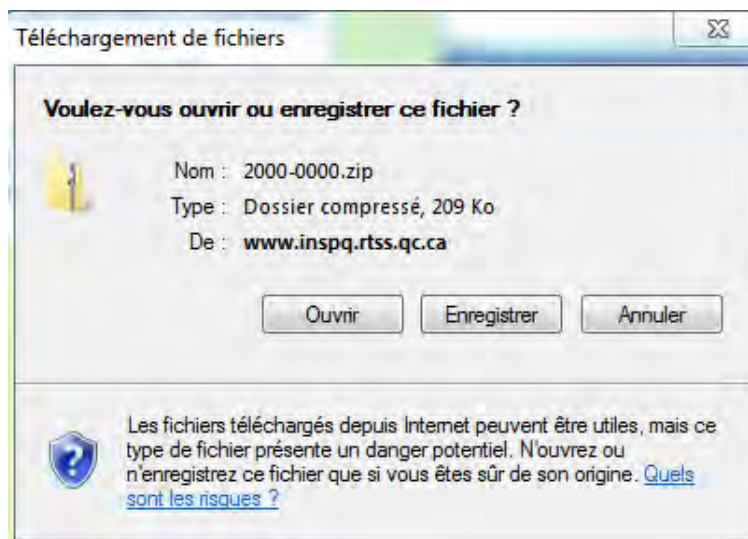 Téléchargement de fichiers
Voulez-vous ouvrir ou enregistrer ce fichier ?
Nom : 2000-0000.zip
Type : Dossier compressé, 209 Ko
De : www.inspq.rtss.qc.ca
Ouvrir Enregistrer Annuler
Les fichiers téléchargés depuis Internet peuvent être utiles, mais ce
type de fichier présente un danger potentiel. N'ouvrez ou
n'enregistrez ce fichier que si vous êtes sûr de son origine. Quels
sont les risques ?